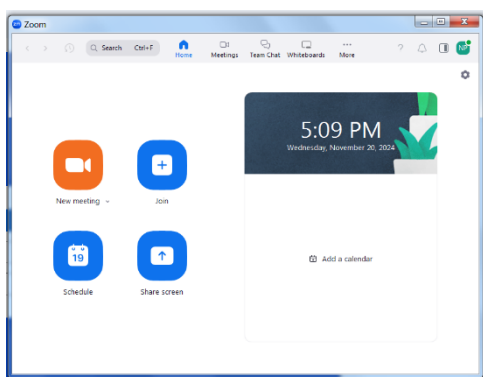 Zoom
Search Ctrl+F
Home
Meetings
Team Chat
Whiteboards
More
?
NP
5:09 PM
Wednesday, November 20, 2024
New meeting
Join
19
Schedule
Share screen
Add a calendar